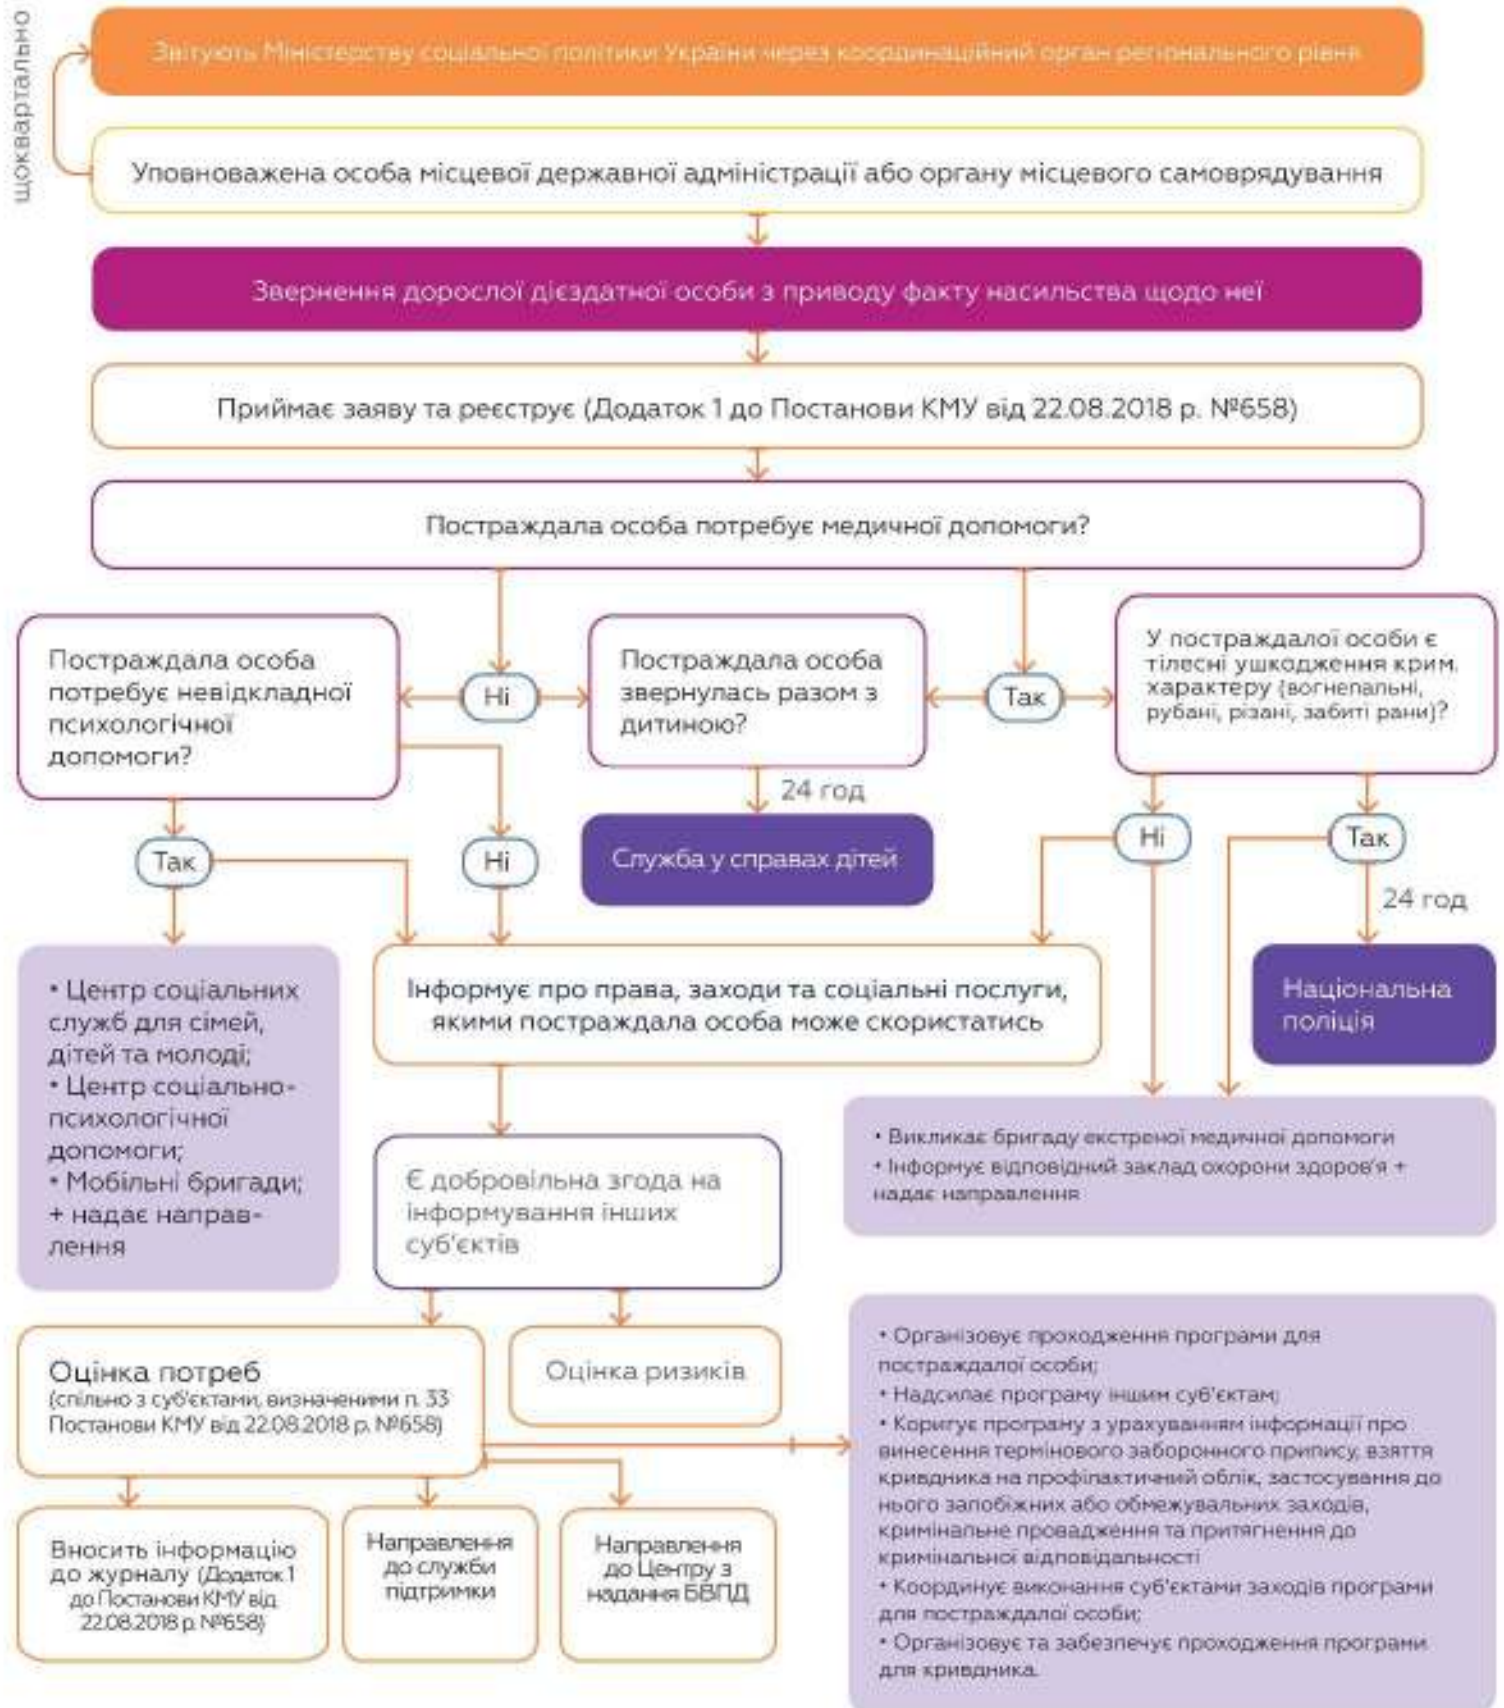 щоквартально
Звітують Міністерству соціальної політики України через координаційний орган регіонального рівня
Уповноважена особа місцевої державної адміністрації або органу місцевого самоврядування
Звернення дорослої дієздатної особи з приводу факту насильства щодо неї
Приймає заяву та реєструє (Додаток 1 до Постанови КМУ від 22.08.2018 р. №658)
Постраждала особа потребує медичної допомоги?
Постраждала особа
потребує невідкладної
психологічної
допомоги?
Ні
Постраждала особа
звернулась разом з
дитиною?
Так
У постраждалої особи є
тілесні ушкодження крим.
характеру (вогнепальні,
рубані, різані, забиті рани)?
24 год
Так
Ні
Служба у справах дітей
Ні
Так
24 год
• Центр соціальних
служб для сімей,
дітей та молоді;
• Центр соціально-
психологічної
допомоги;
• Мобільні бригади;
+ надає направ-
лення
Інформує про права, заходи та соціальні послуги,
якими постраждала особа може скористатись
Національна
поліція
• Викликає бригаду екстреної медичної допомоги
• Інформує відповідний заклад охорони здоров'я +
надає направлення
Є добровільна згода на
інформування інших
суб'єктів
Оцінка потреб
(спільно з суб'єктами, визначеними п. 33
Постанови КМУ від 22.08.2018 р. №658)
Оцінка ризиків
• Організовує проходження програми для
постраждалої особи;
• Надсилає програму іншим суб'єктам;
• Коригує програму з урахуванням інформації про
винесення термінового заборонного припису, взяття
кривдника на профілактичний облік, застосування до
нього запобіжних або обмежувальних заходів,
кримінальне провадження та притягнення до
кримінальної відповідальності
• Координує виконання суб'єктами заходів програми
для постраждалої особи;
• Організовує та забезпечує проходження програми
для кривдника.
Вносить інформацію
до журналу (Додаток 1
до Постанови КМУ від
22.08.2018 р. №658)
Направлення
до служби
підтримки
Направлення
до Центру з
надання БВПД